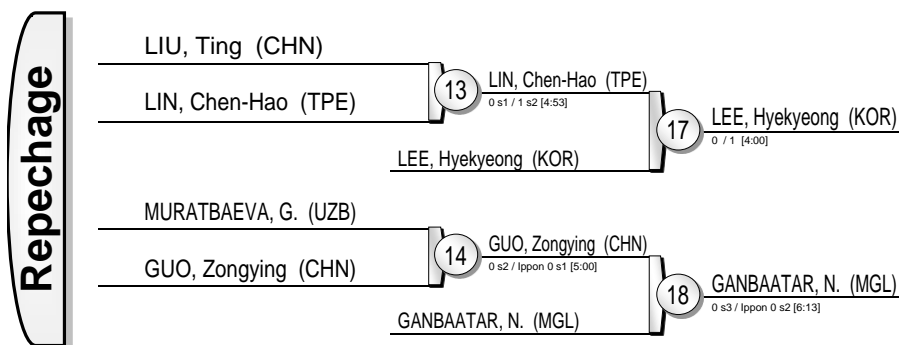 Repechage
LIU, Ting (CHN)
LIN, Chen-Hao (TPE)
13
LIN, Chen-Hao (TPE)
0 s1 / 1 s2 [4:53]
LEE, Hyekyeong (KOR)
17
LEE, Hyekyeong (KOR)
0 / 1 [4:00]
MURATBAEVA, G. (UZB)
GUO, Zongying (CHN)
14
GUO, Zongying (CHN)
0 s2 / Ippon 0 s1 [5:00]
GANBAATAR, N. (MGL)
18
GANBAATAR, N. (MGL)
0 s3 / Ippon 0 s2 [6:13]